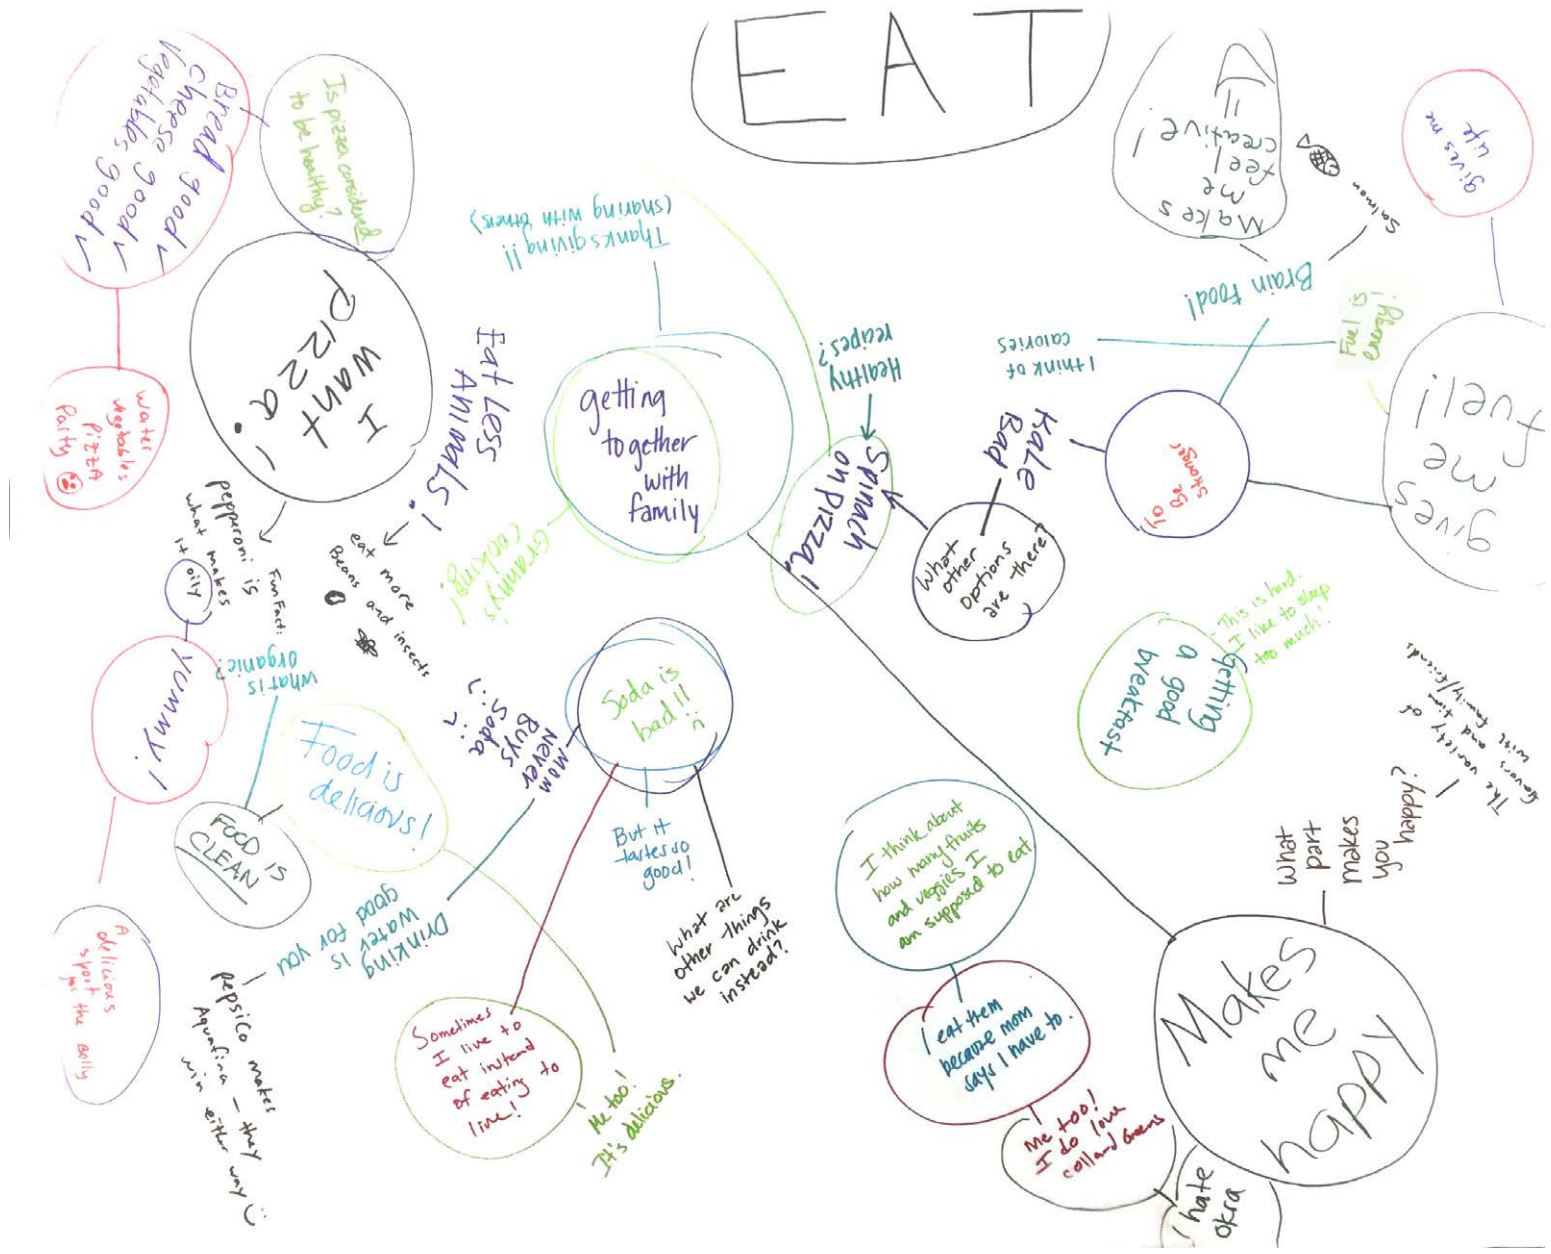 EAT
Bread good ✓
cheese good ✓
vegetables good ✓
Is pizza considered
to be healthy?
Water
vegetables
PIZZA
Party
I
want
pizza!
Thanksgiving!!
(sharing with others)
Eat Less
Animals!
eat more
Beans and insects
getting
together
with
family
Granny's
cooking!
Healthy
recipes?
Spinach
on pizza!
Kale
Bad
What
other
options
are there?
Makes
me
feel
creative!
Salmon
Brain Food!
I think of
calories
Fuel is
energy!
gives me
life
gives
me
fuel!
stronger
Getting
a good
breakfast
- This is hard.
I like to sleep
too much!
Fun Fact:
pepperoni is
what makes
it oily
yummy!
A
delicious
sport
for the Belly
what is
organic?
FOOD IS
CLEAN
Food is
delicious!
Soda is
bad!!
Mom
Never
Buys
Soda
But it
tastes so
good!
What are
other things
we can drink
instead?
Drinking
water is
good for you
pepsico makes
Aquafina - they
win either way
Sometimes
I live to
eat instead
of eating to
live!
Me too!
It's delicious.
I think about
how many fruits
and veggies I
am supposed to eat
I eat them
because mom
says I have to.
Me too!
I do love
collard Greens
I hate
okra
Makes
me
happy
What
part
makes
you happy?
The variety of
flavors and time
with family/friends